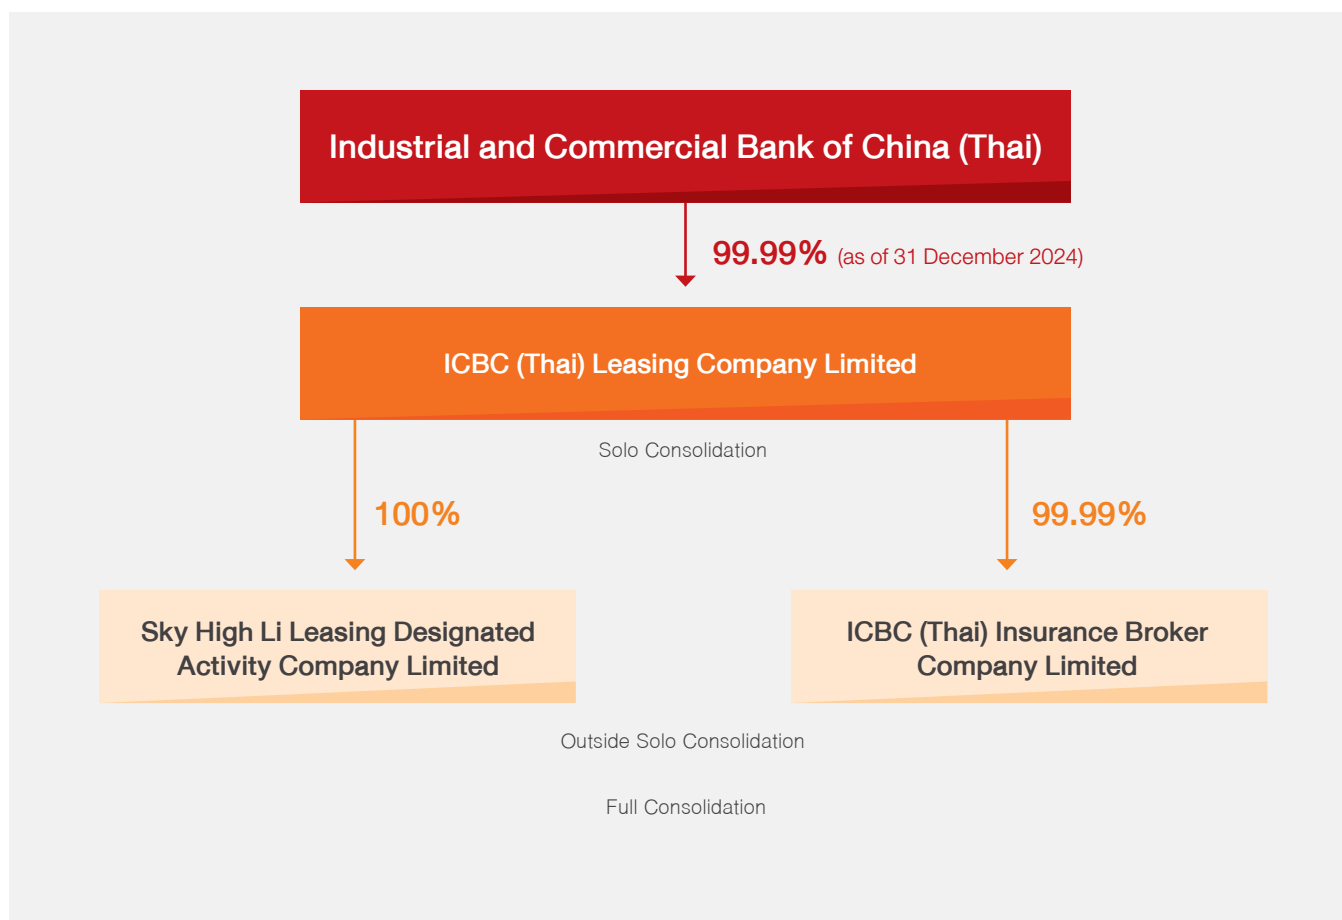 Industrial and Commercial Bank of China (Thai)
99.99% (as of 31 December 2024)
ICBC (Thai) Leasing Company Limited
Solo Consolidation
100%
99.99%
Sky High Li Leasing Designated
Activity Company Limited
ICBC (Thai) Insurance Broker
Company Limited
Outside Solo Consolidation
Full Consolidation